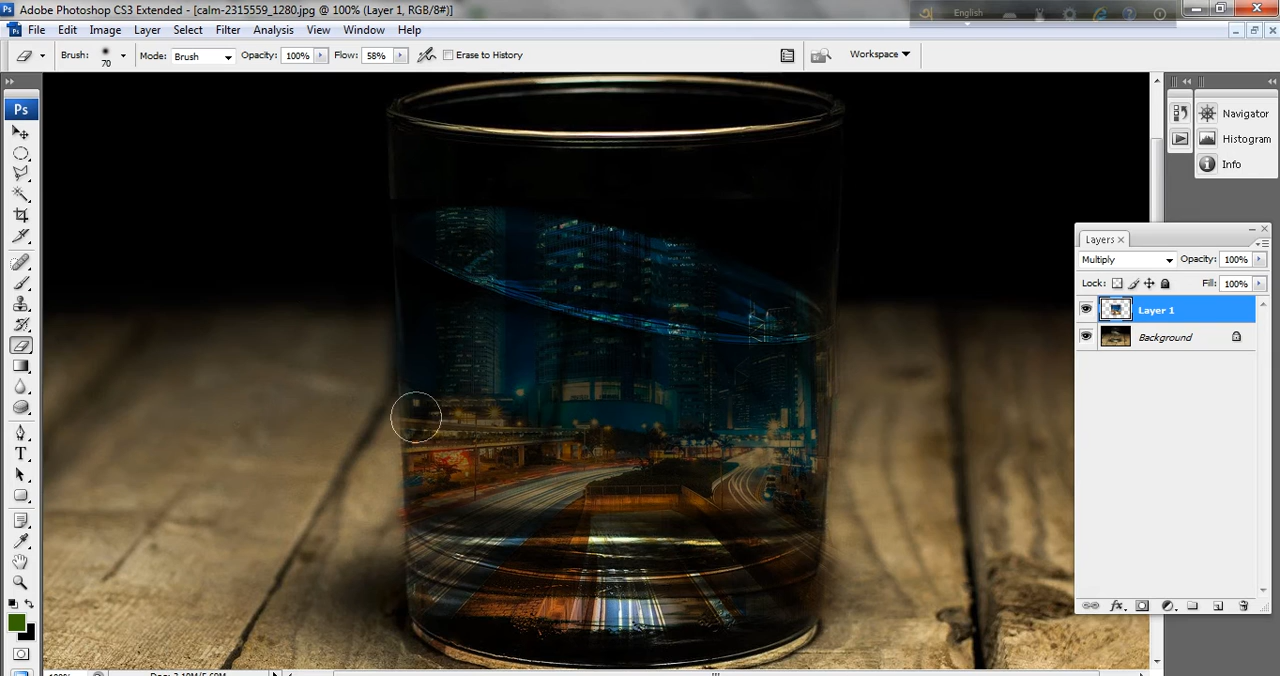 Adobe Photoshop CS3 Extended - [calm-2315559_1280.jpg @ 100% (Layer 1, RGB/8#)]
English
File Edit Image Layer Select Filter Analysis View Window Help
Brush: 70 Mode: Brush Opacity: 100% Flow: 58% Erase to History Workspace
Ps
Navigator
Histogram
Info
Layers
Multiply Opacity: 100%
Lock: Fill: 100%
Layer 1
Background
T
fx